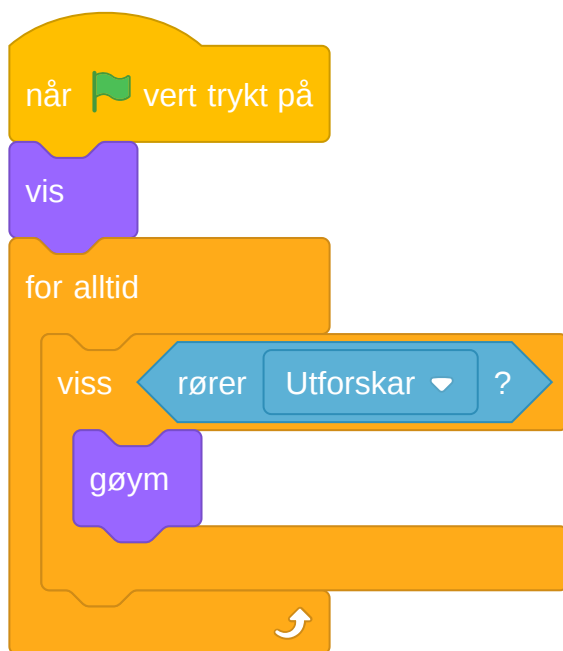 når vert trykt på
vis
for alltid
viss rører Utforskar ?
gøym